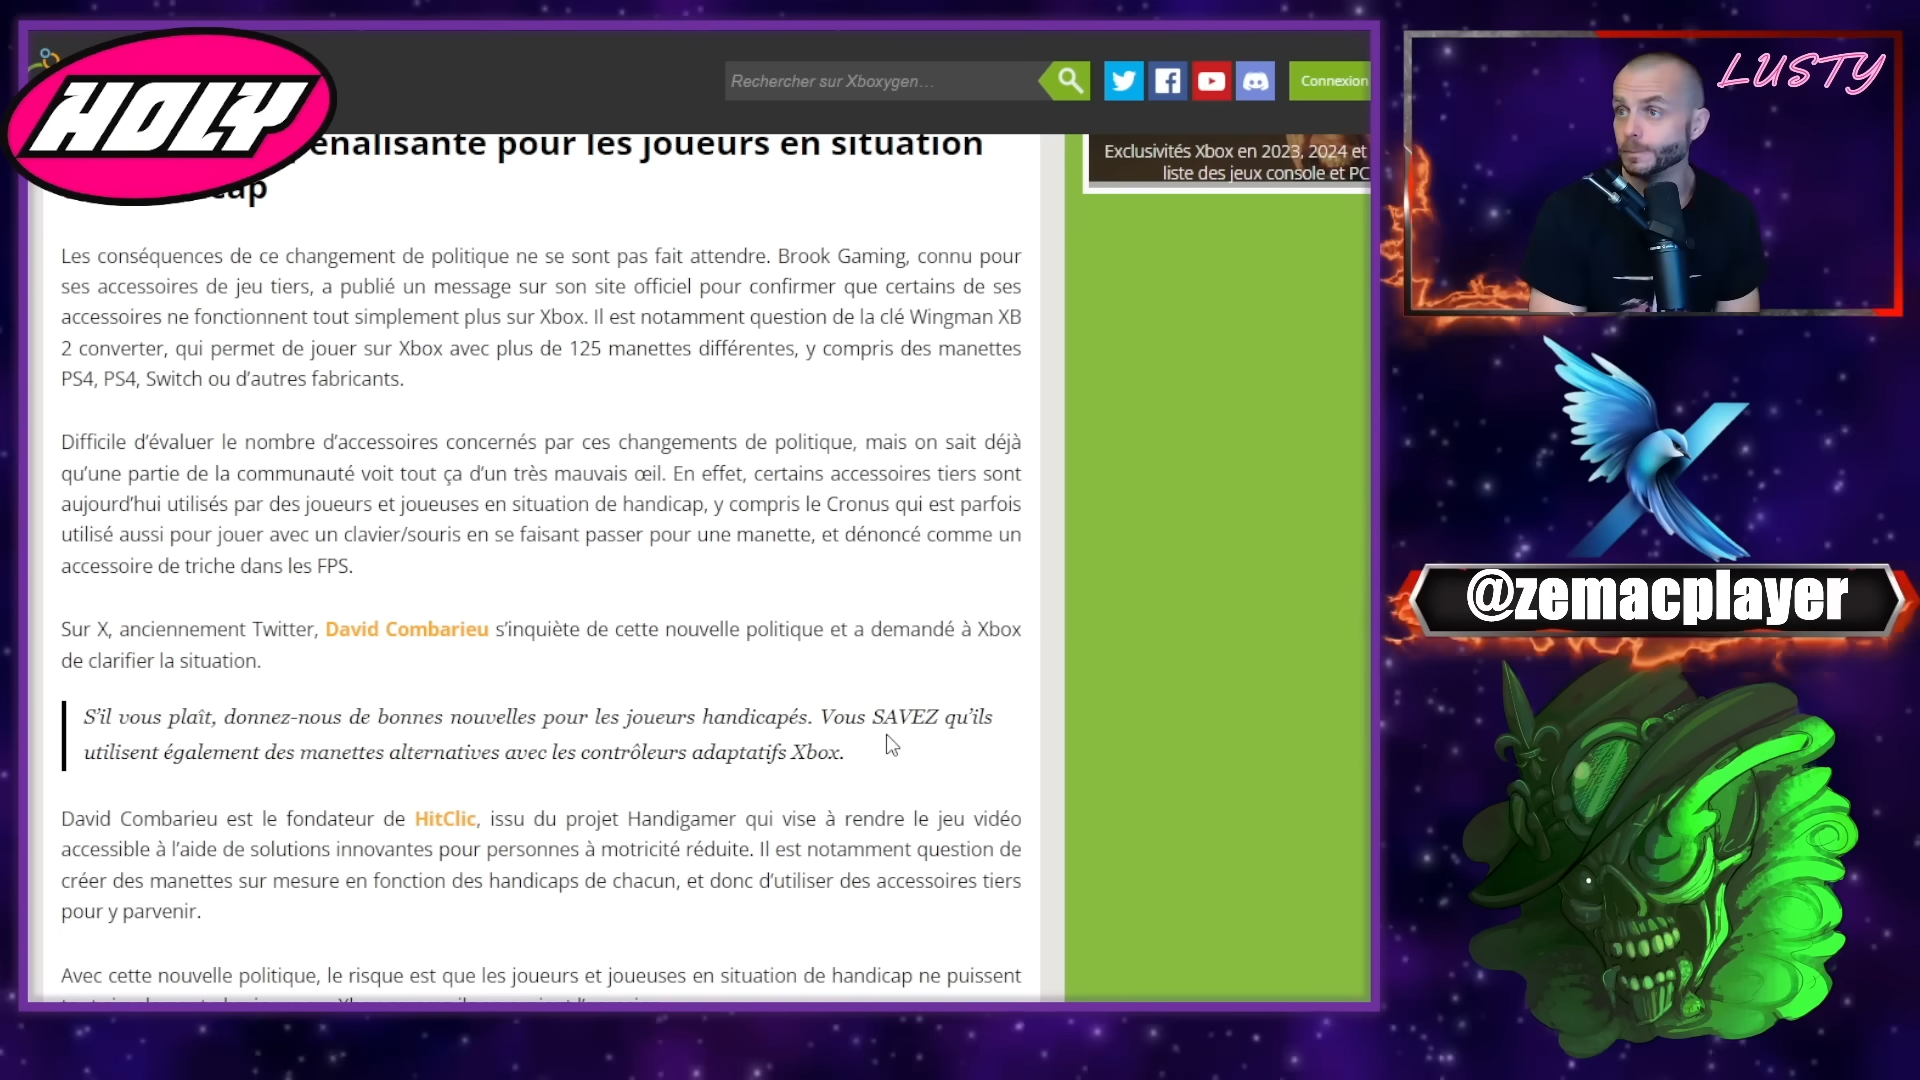 HOLY
Rechercher sur Xboxygen...
Connexion
LUSTY
énalisante pour les joueurs en situation
cap
Exclusivités Xbox en 2023, 2024 et
liste des jeux console et PC
Les conséquences de ce changement de politique ne se sont pas fait attendre. Brook Gaming, connu pour
ses accessoires de jeu tiers, a publié un message sur son site officiel pour confirmer que certains de ses
accessoires ne fonctionnent tout simplement plus sur Xbox. Il est notamment question de la clé Wingman XB
2 converter, qui permet de jouer sur Xbox avec plus de 125 manettes différentes, y compris des manettes
PS4, PS4, Switch ou d’autres fabricants.
Difficile d’évaluer le nombre d’accessoires concernés par ces changements de politique, mais on sait déjà
qu’une partie de la communauté voit tout ça d’un très mauvais œil. En effet, certains accessoires tiers sont
aujourd’hui utilisés par des joueurs et joueuses en situation de handicap, y compris le Cronus qui est parfois
utilisé aussi pour jouer avec un clavier/souris en se faisant passer pour une manette, et dénoncé comme un
accessoire de triche dans les FPS.
Sur X, anciennement Twitter, David Combarieu s’inquiète de cette nouvelle politique et a demandé à Xbox
de clarifier la situation.
S’il vous plaît, donnez-nous de bonnes nouvelles pour les joueurs handicapés. Vous SAVEZ qu’ils
utilisent également des manettes alternatives avec les contrôleurs adaptatifs Xbox.
David Combarieu est le fondateur de HitClic, issu du projet Handigamer qui vise à rendre le jeu vidéo
accessible à l’aide de solutions innovantes pour personnes à motricité réduite. Il est notamment question de
créer des manettes sur mesure en fonction des handicaps de chacun, et donc d’utiliser des accessoires tiers
pour y parvenir.
Avec cette nouvelle politique, le risque est que les joueurs et joueuses en situation de handicap ne puissent
@zemacplayer